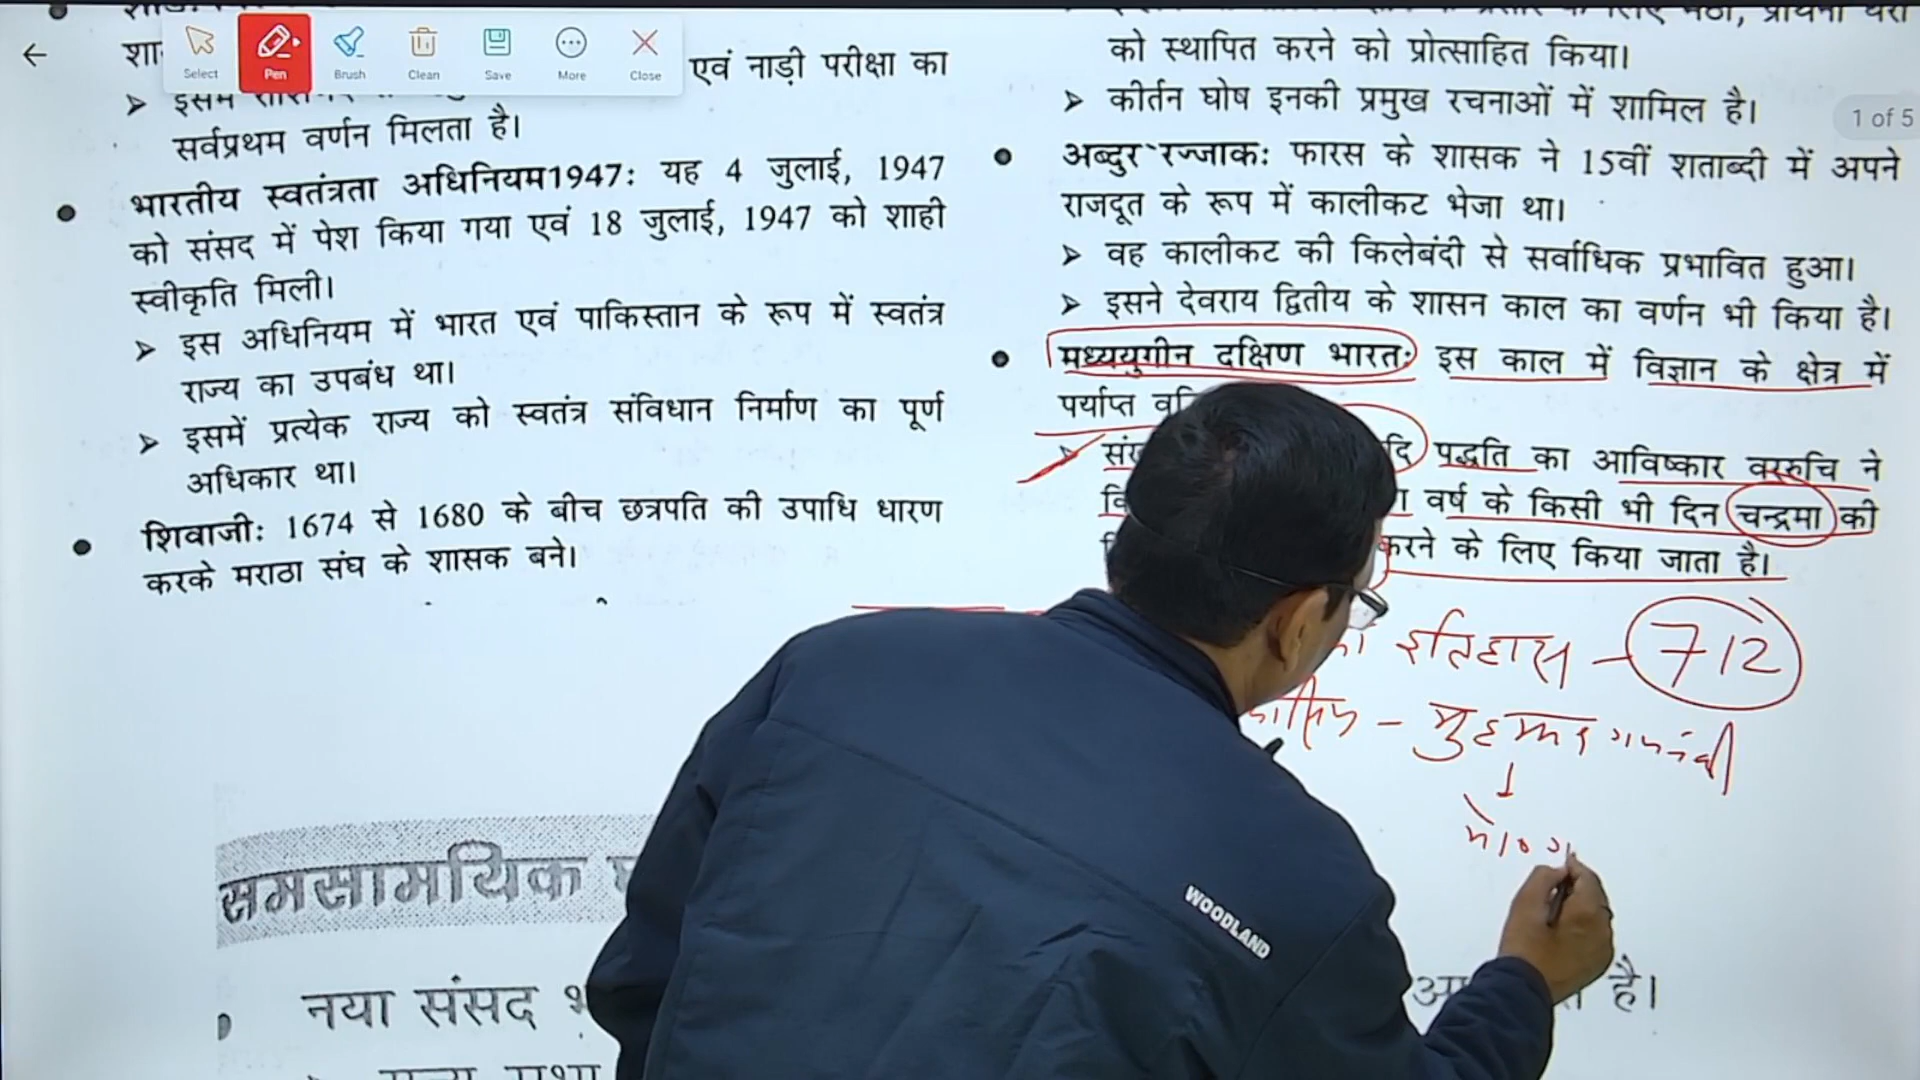 Select Pen Brush Clean Save More Close
एवं नाड़ी परीक्षा का
सर्वप्रथम वर्णन मिलता है।
भारतीय स्वतंत्रता अधिनियम1947: यह 4 जुलाई, 1947
को संसद में पेश किया गया एवं 18 जुलाई, 1947 को शाही
स्वीकृति मिली।
इस अधिनियम में भारत एवं पाकिस्तान के रूप में स्वतंत्र
राज्य का उपबंध था।
इसमें प्रत्येक राज्य को स्वतंत्र संविधान निर्माण का पूर्ण
अधिकार था।
शिवाजी: 1674 से 1680 के बीच छत्रपति की उपाधि धारण
करके मराठा संघ के शासक बने।
समसामयिक
नया संसद
को स्थापित करने को प्रोत्साहित किया।
कीर्तन घोष इनकी प्रमुख रचनाओं में शामिल है।
1 of 5
अब्दुर रज्जाक: फारस के शासक ने 15वीं शताब्दी में अपने
राजदूत के रूप में कालीकट भेजा था।
वह कालीकट की किलेबंदी से सर्वाधिक प्रभावित हुआ।
इसने देवराय द्वितीय के शासन काल का वर्णन भी किया है।
मध्ययुगीन दक्षिण भारत: इस काल में विज्ञान के क्षेत्र में
पर्याप्त
पद्धति का आविष्कार वररुचि ने
वर्ष के किसी भी दिन चन्द्रमा की
करने के लिए किया जाता है।
इतिहास - 712
WOODLAND
है।